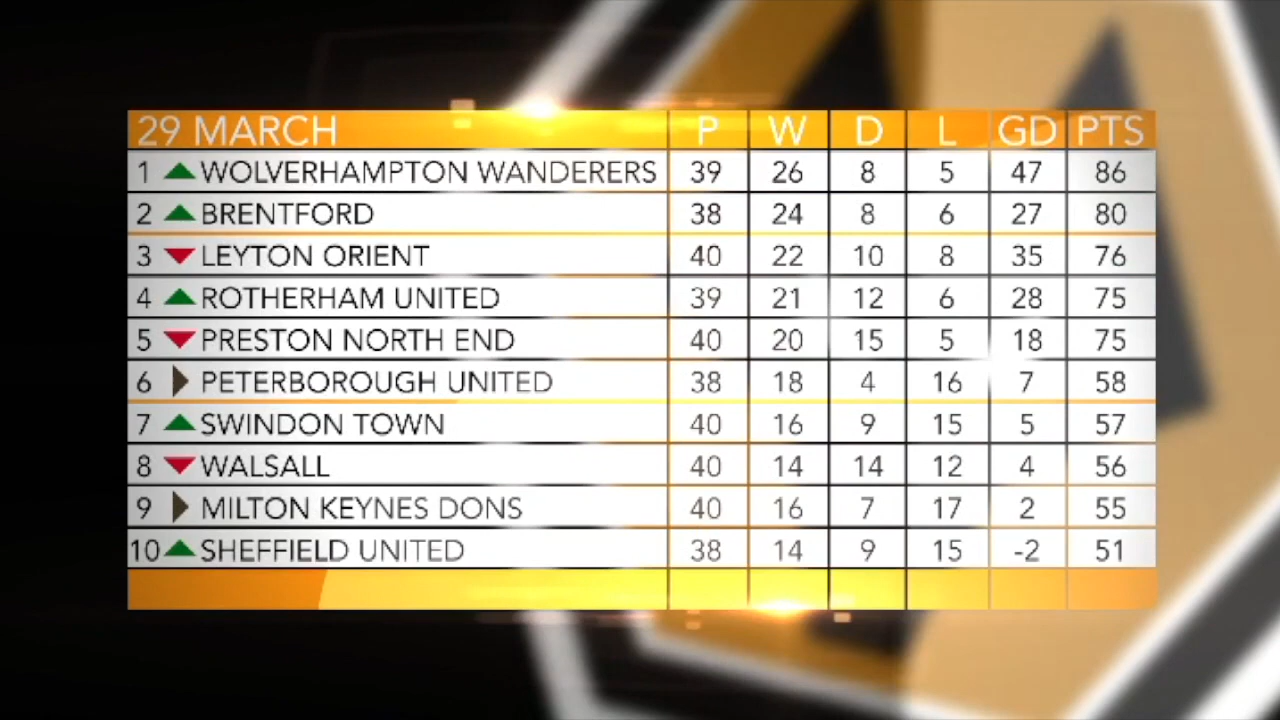 29 MARCH P W D L GD PTS
1 WOLVERHAMPTON WANDERERS 39 26 8 5 47 86
2 BRENTFORD 38 24 8 6 27 80
3 LEYTON ORIENT 40 22 10 8 35 76
4 ROTHERHAM UNITED 39 21 12 6 28 75
5 PRESTON NORTH END 40 20 15 5 18 75
6 PETERBOROUGH UNITED 38 18 4 16 7 58
7 SWINDON TOWN 40 16 9 15 5 57
8 WALSALL 40 14 14 12 4 56
9 MILTON KEYNES DONS 40 16 7 17 2 55
10 SHEFFIELD UNITED 38 14 9 15 -2 51